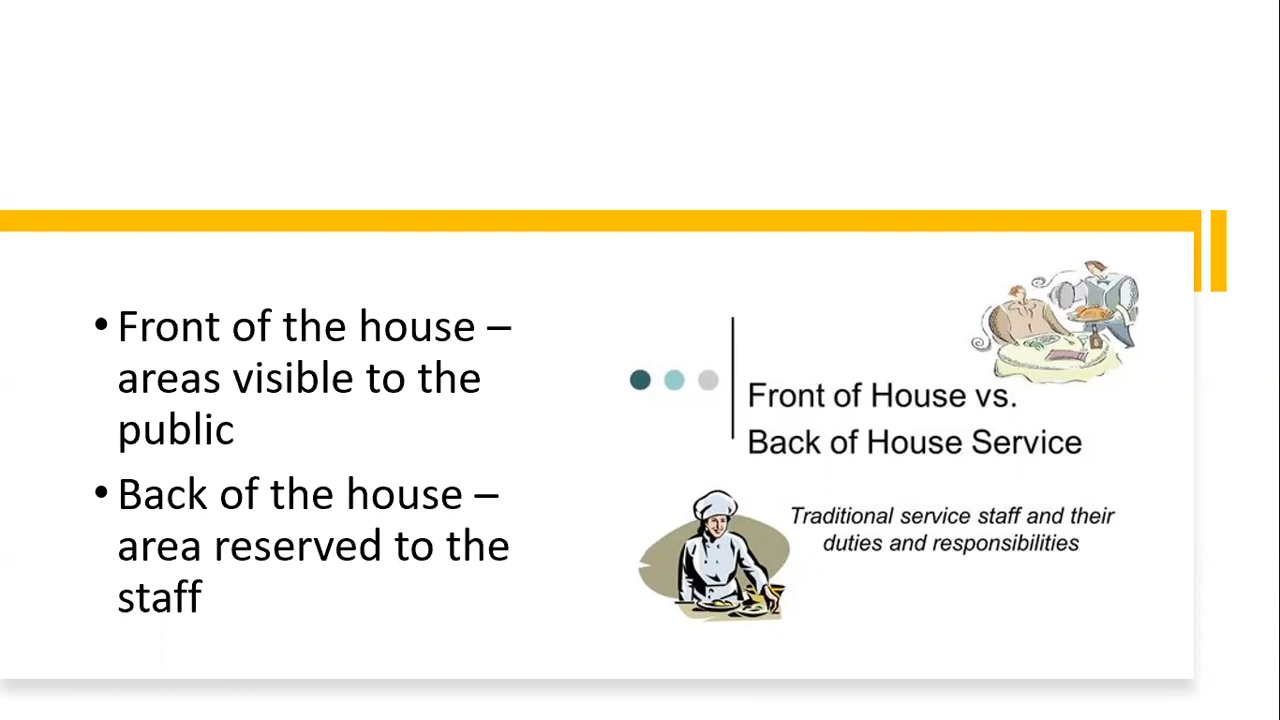 • Front of the house –
areas visible to the
public
• Back of the house –
area reserved to the
staff
Front of House vs.
Back of House Service
Traditional service staff and their
duties and responsibilities